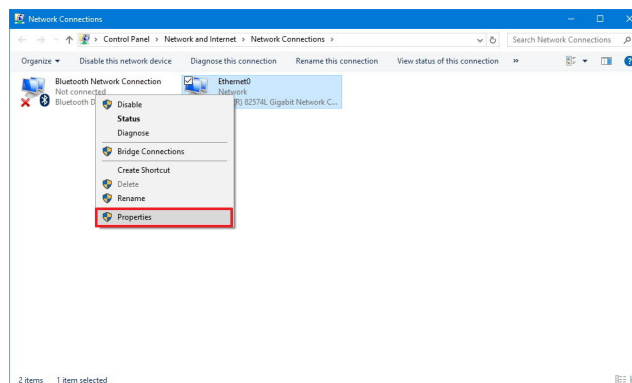 Network Connections
Control Panel > Network and Internet > Network Connections >
Search Network Connections
Organize Disable this network device Diagnose this connection Rename this connection View status of this connection »
Bluetooth Network Connection
Not connected
Bluetooth D
Ethernet0
Network
(R) 82574L Gigabit Network C...
Disable
Status
Diagnose
Bridge Connections
Create Shortcut
Delete
Rename
Properties
2 items 1 item selected